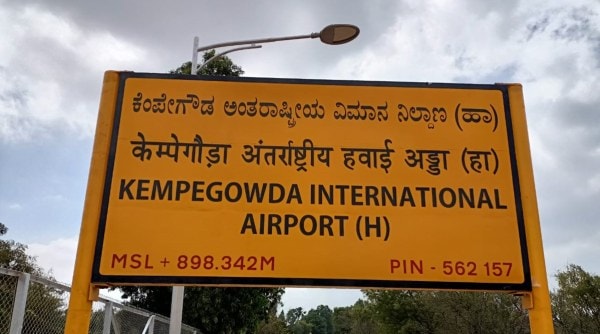 ಕೆಂಪೇಗೌಡ ಅಂತರಾಷ್ಟ್ರೀಯ ವಿಮಾನ ನಿಲ್ದಾಣ (ಹಾ)
केम्पेगौड़ा अंतर्राष्ट्रीय हवाई अड्डा (हा)
KEMPEGOWDA INTERNATIONAL
AIRPORT (H)
MSL + 898.342M PIN - 562 157